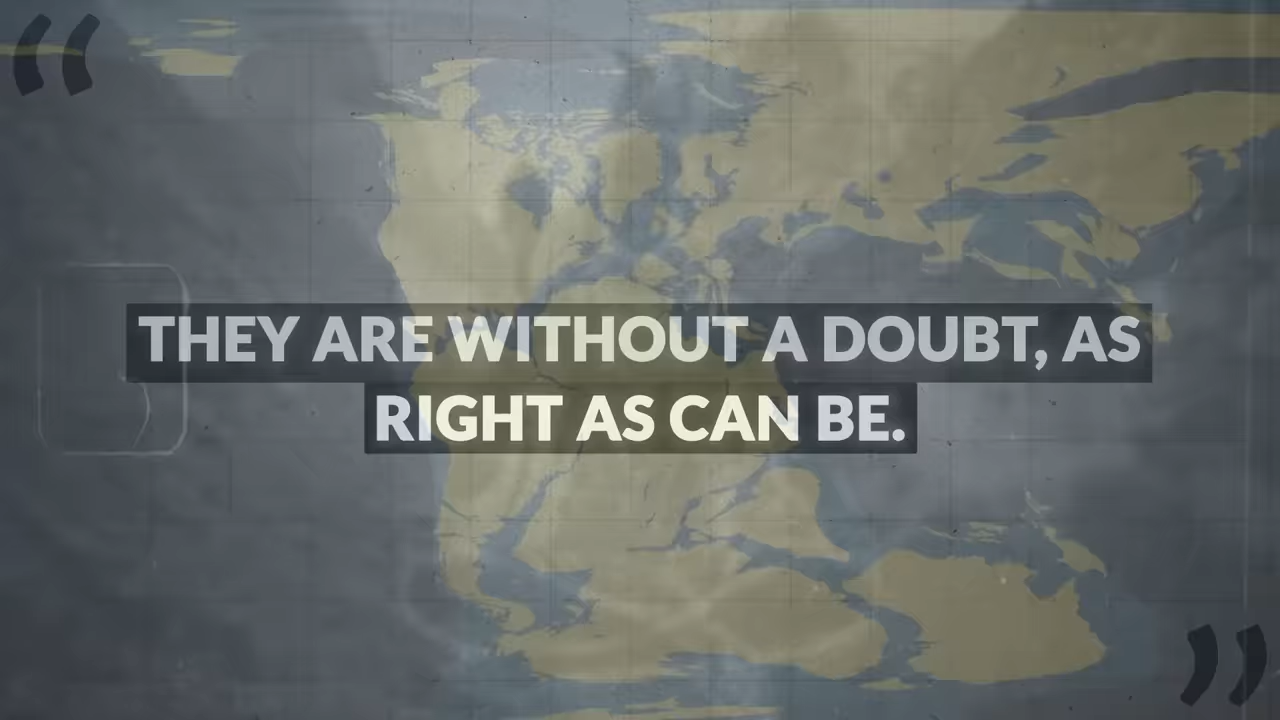 “
THEY ARE WITHOUT A DOUBT, AS
RIGHT AS CAN BE.
”